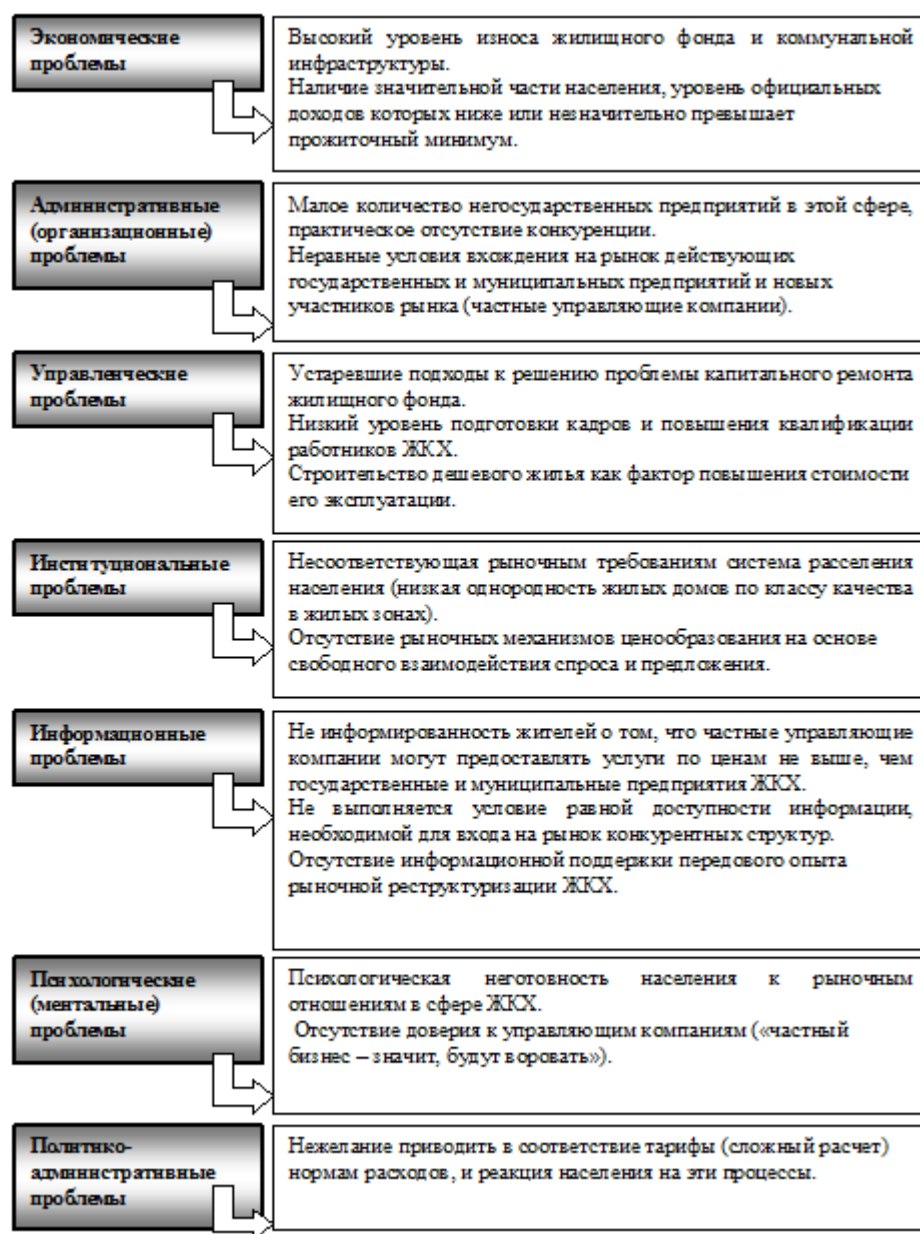 Экономические
проблемы
Высокий уровень износа жилищного фонда и коммунальной
инфраструктуры.
Наличие значительной части населения, уровень официальных
доходов которых ниже или незначительно превышает
прожиточный минимум.
Административные
(организационные)
проблемы
Малое количество негосударственных предприятий в этой сфере,
практическое отсутствие конкуренции.
Неравные условия вхождения на рынок действующих
государственных и муниципальных предприятий и новых
участников рынка (частные управляющие компании).
Управленческие
проблемы
Устаревшие подходы к решению проблемы капитального ремонта
жилищного фонда.
Низкий уровень подготовки кадров и повышения квалификации
работников ЖКХ.
Строительство дешевого жилья как фактор повышения стоимости
его эксплуатации.
Институциональные
проблемы
Несоответствующая рыночным требованиям система расселения
населения (низкая однородность жилых домов по классу качества
в жилых зонах).
Отсутствие рыночных механизмов ценообразования на основе
свободного взаимодействия спроса и предложения.
Информационные
проблемы
Не информированность жителей о том, что частные управляющие
компании могут предоставлять услуги по ценам не выше, чем
государственные и муниципальные предприятия ЖКХ.
Не выполняется условие равной доступности информации,
необходимой для входа на рынок конкурентных структур.
Отсутствие информационной поддержки передового опыта
рыночной реструктуризации ЖКХ.
Психологические
(ментальные)
проблемы
Психологическая неготовность населения к рыночным
отношениям в сфере ЖКХ.
Отсутствие доверия к управляющим компаниям («частный
бизнес – значит, будут воровать»).
Политико-
административные
проблемы
Нежелание приводить в соответствие тарифы (сложный расчет)
нормам расходов, и реакция населения на эти процессы.